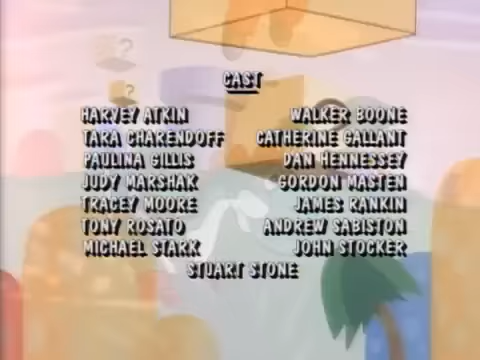 CAST
HARVEY ATKIN WALKER BOONE
TARA CHARENDOFF CATHERINE GALLANT
PAULINA GILLIS DAN HENNESSEY
JUDY MARSHAK GORDON MASTEN
TRACEY MOORE JAMES RANKIN
TONY ROSATO ANDREW SABISTON
MICHAEL STARK JOHN STOCKER
STUART STONE
? ?